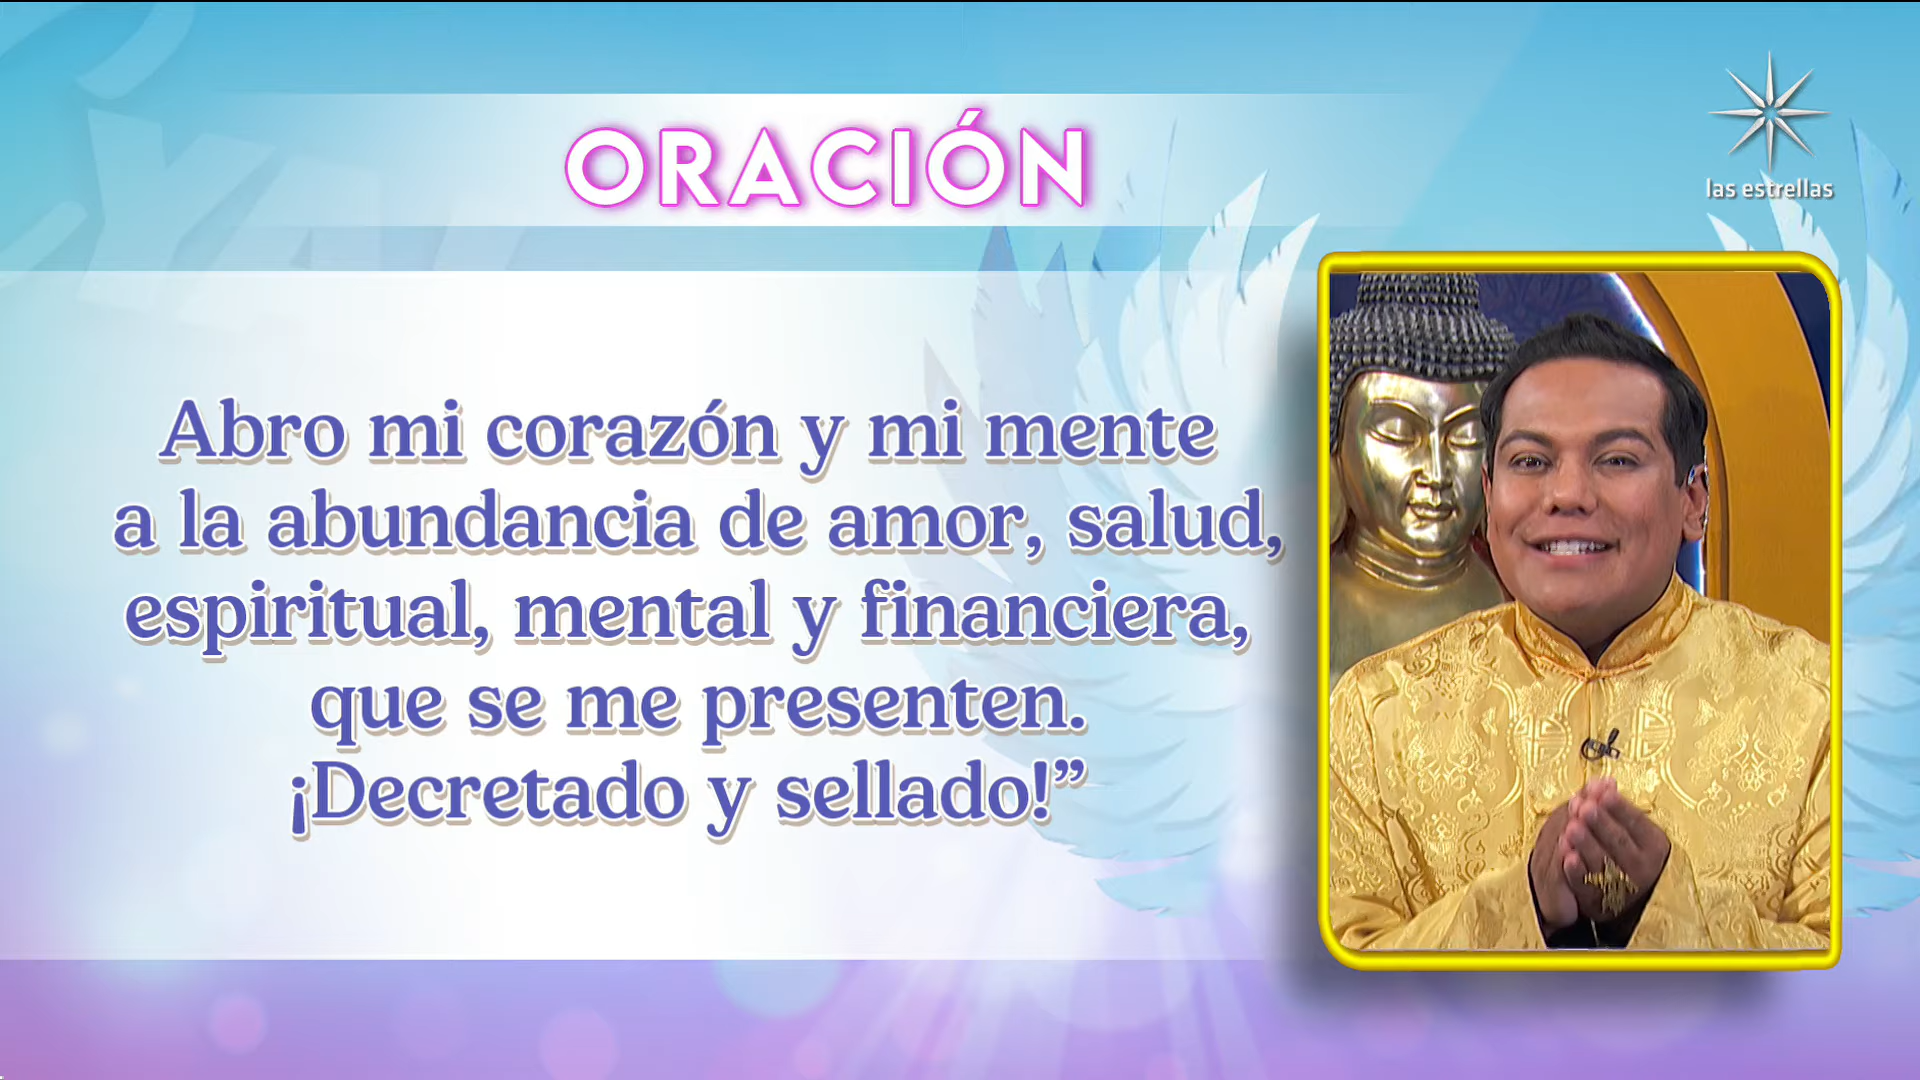 ORACIÓN
las estrellas
Abro mi corazón y mi mente
a la abundancia de amor, salud,
espiritual, mental y financiera,
que se me presenten.
¡Decretado y sellado!”